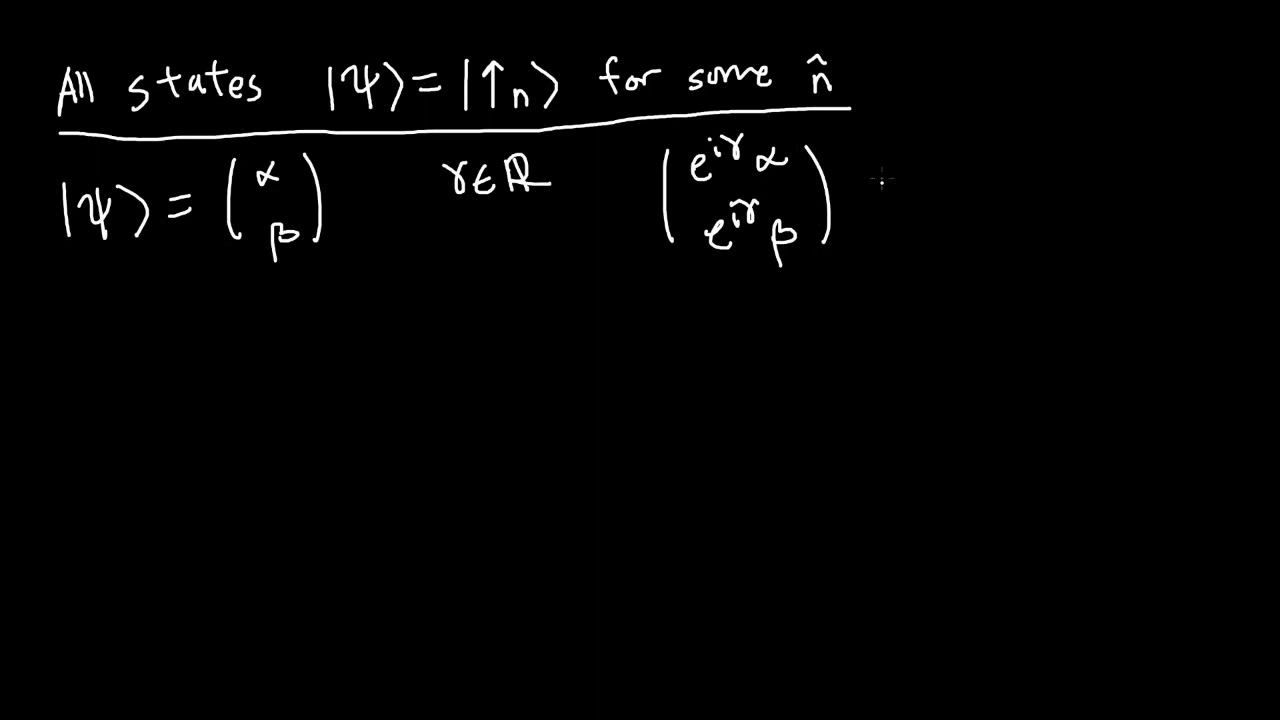 All states |ψ⟩ = |↑ₙ⟩ for some n̂
|ψ⟩ = (α β) γ∈ℝ (e^{iγ} α e^{iγ} β)